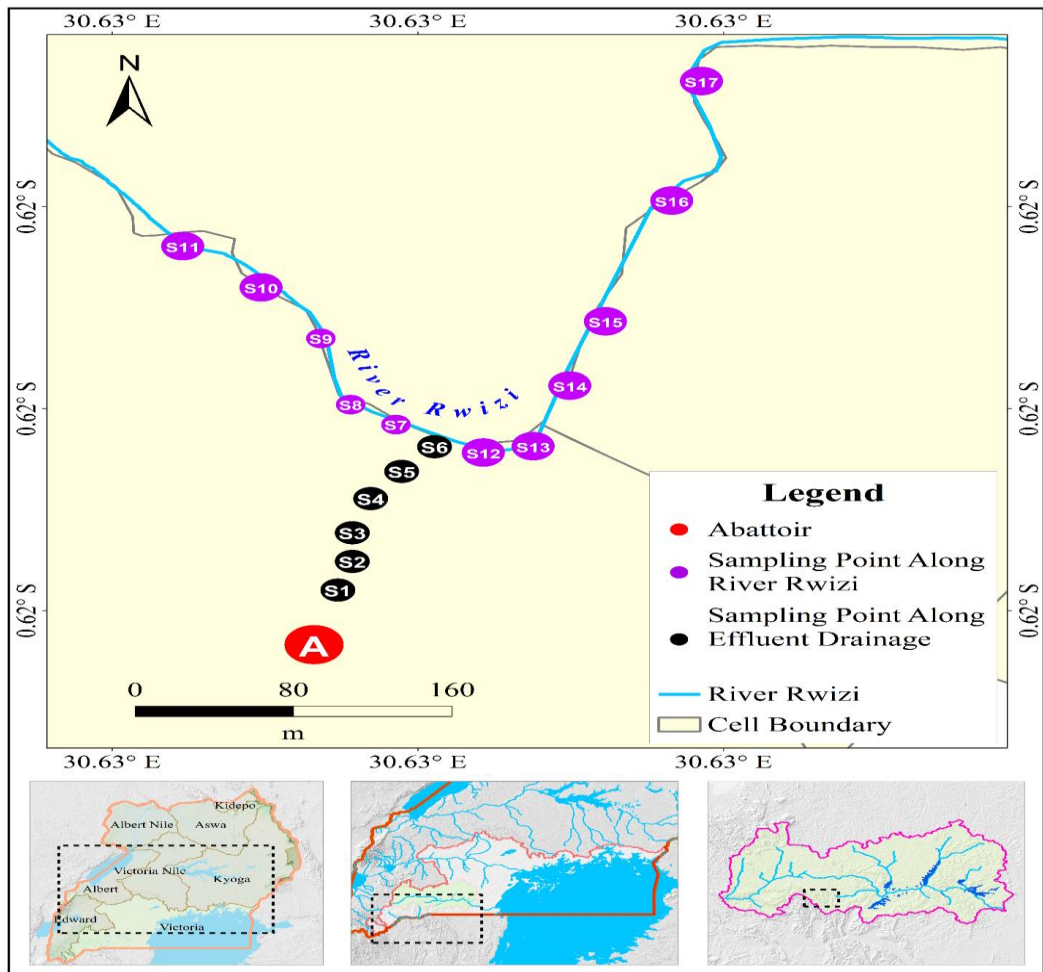 30.63° E 30.63° E 30.63° E
N
S17
0.62° S 0.62° S
S16
S11
S10
S15
S9
River Rwizi
S14
S8
0.62° S 0.62° S
S7
S6 S12 S13
S5
S4
S3
S2
S1
0.62° S 0.62° S
A
Legend
Abattoir
Sampling Point Along
River Rwizi
Sampling Point Along
Effluent Drainage
River Rwizi
Cell Boundary
0 80 160
m
30.63° E 30.63° E 30.63° E
Kidepo
Albert Nile Aswa
Victoria Nile
Kyoga
Albert
Edward
Victoria